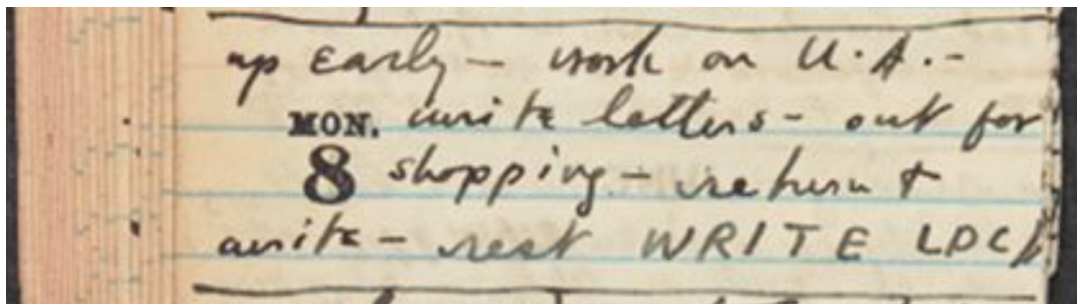 up early - work on U.A. -
MON. write letters - out for
8 shopping - return +
write - rest WRITE LDC